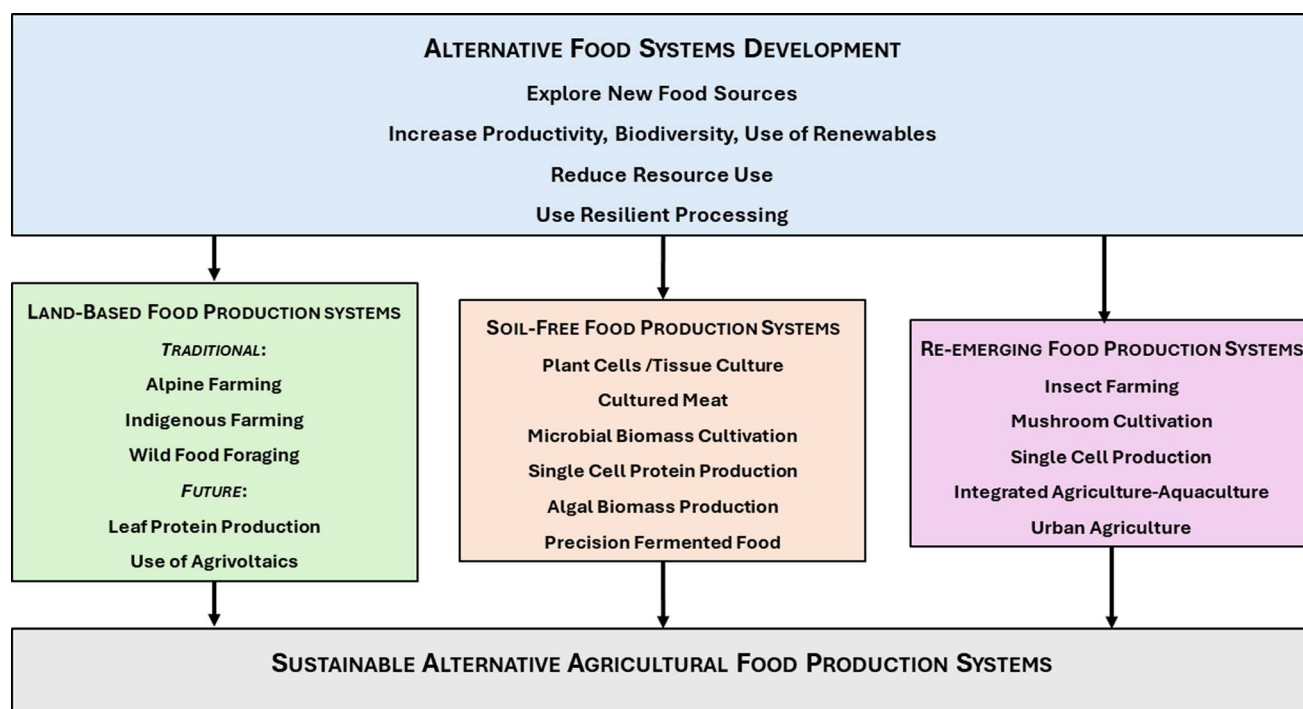 ALTERNATIVE FOOD SYSTEMS DEVELOPMENT
Explore New Food Sources
Increase Productivity, Biodiversity, Use of Renewables
Reduce Resource Use
Use Resilient Processing
LAND-BASED FOOD PRODUCTION SYSTEMS
TRADITIONAL:
Alpine Farming
Indigenous Farming
Wild Food Foraging
FUTURE:
Leaf Protein Production
Use of Agrivoltaics
SOIL-FREE FOOD PRODUCTION SYSTEMS
Plant Cells /Tissue Culture
Cultured Meat
Microbial Biomass Cultivation
Single Cell Protein Production
Algal Biomass Production
Precision Fermented Food
RE-EMERGING FOOD PRODUCTION SYSTEMS
Insect Farming
Mushroom Cultivation
Single Cell Production
Integrated Agriculture-Aquaculture
Urban Agriculture
SUSTAINABLE ALTERNATIVE AGRICULTURAL FOOD PRODUCTION SYSTEMS